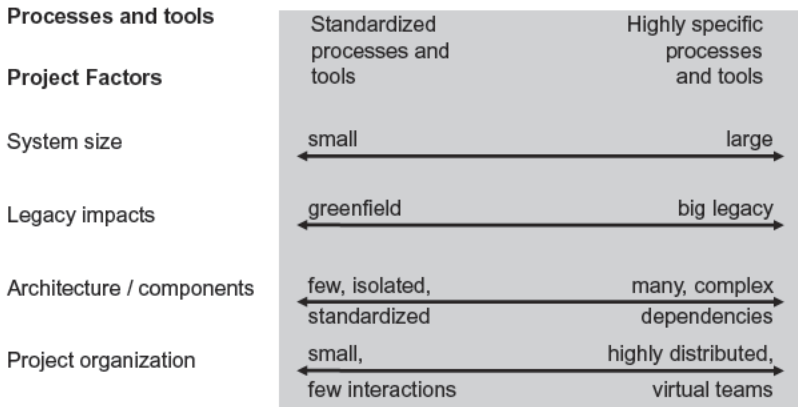 Processes and tools
Standardized processes and tools
Highly specific processes and tools
Project Factors
System size
small
large
Legacy impacts
greenfield
big legacy
Architecture / components
few, isolated,
standardized
many, complex
dependencies
Project organization
small,
few interactions
highly distributed,
virtual teams